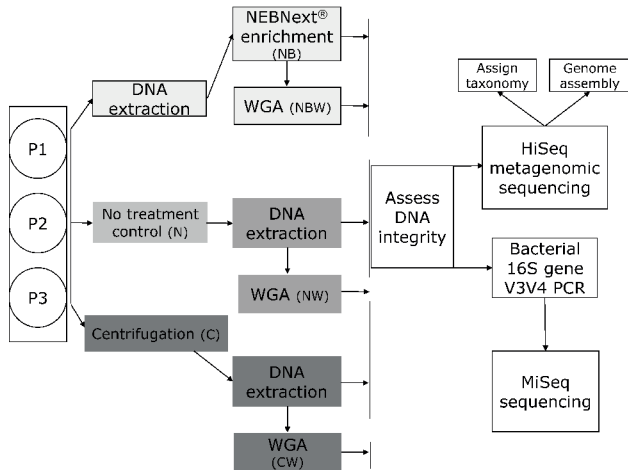 P1
P2
P3
DNA
extraction
NEBNext®
enrichment
(NB)
WGA (NBW)
No treatment
control (N)
DNA
extraction
WGA (NW)
Centrifugation (C)
DNA
extraction
WGA
(CW)
Assess
DNA
integrity
Assign
taxonomy
Genome
assembly
HiSeq
metagenomic
sequencing
Bacterial
16S gene
V3V4 PCR
MiSeq
sequencing